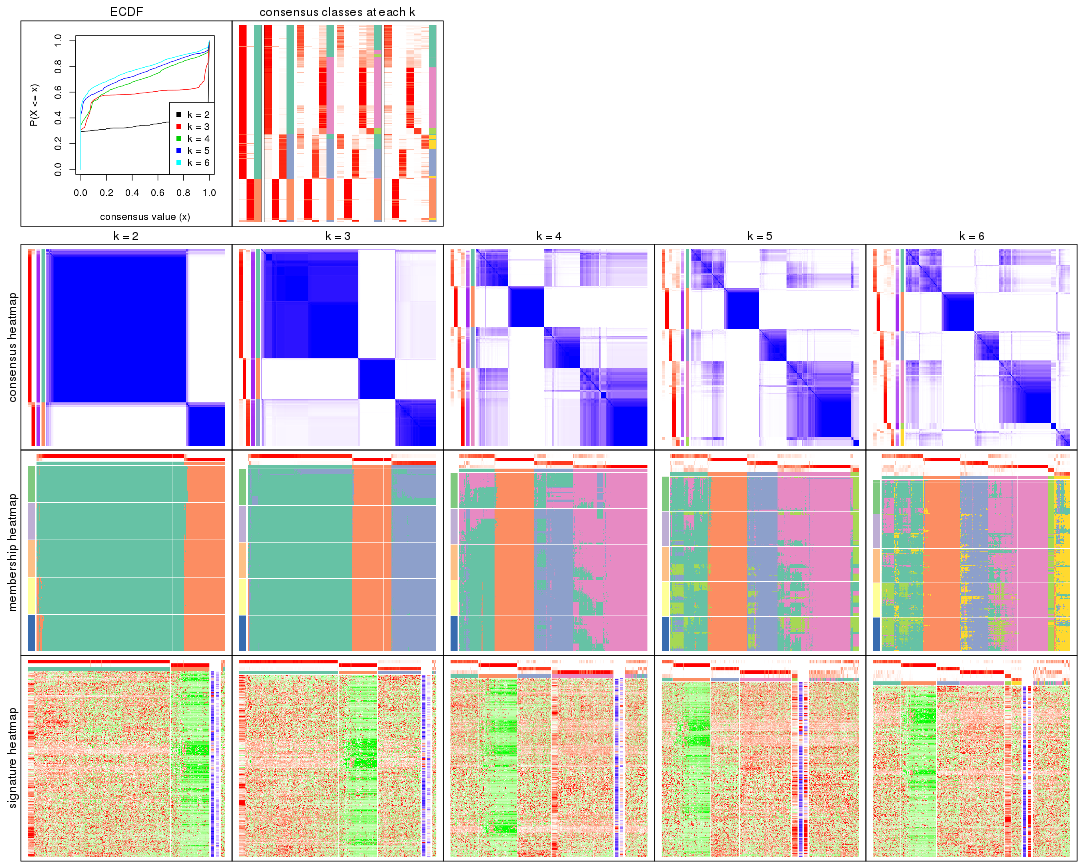 ECDF
consensus classes at each k
P(X <= x)
0.0
0.2
0.4
0.6
0.8
1.0
k = 2
k = 3
k = 4
k = 5
k = 6
0.0 0.2 0.4 0.6 0.8 1.0
consensus value (x)
k = 2
k = 3
k = 4
k = 5
k = 6
consensus heatmap
membership heatmap
signature heatmap